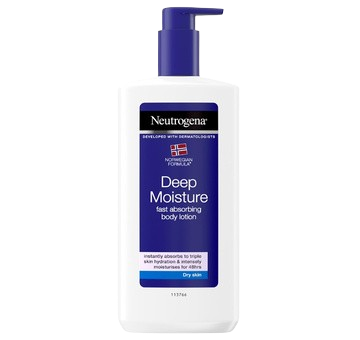 Neutrogena®
DEVELOPED WITH DERMATOLOGISTS
NORWEGIAN
FORMULA®
Deep
Moisture
fast absorbing
body lotion
instantly absorbs to triple
skin hydration & intensely
moisturises for 48hrs
Dry skin
113764